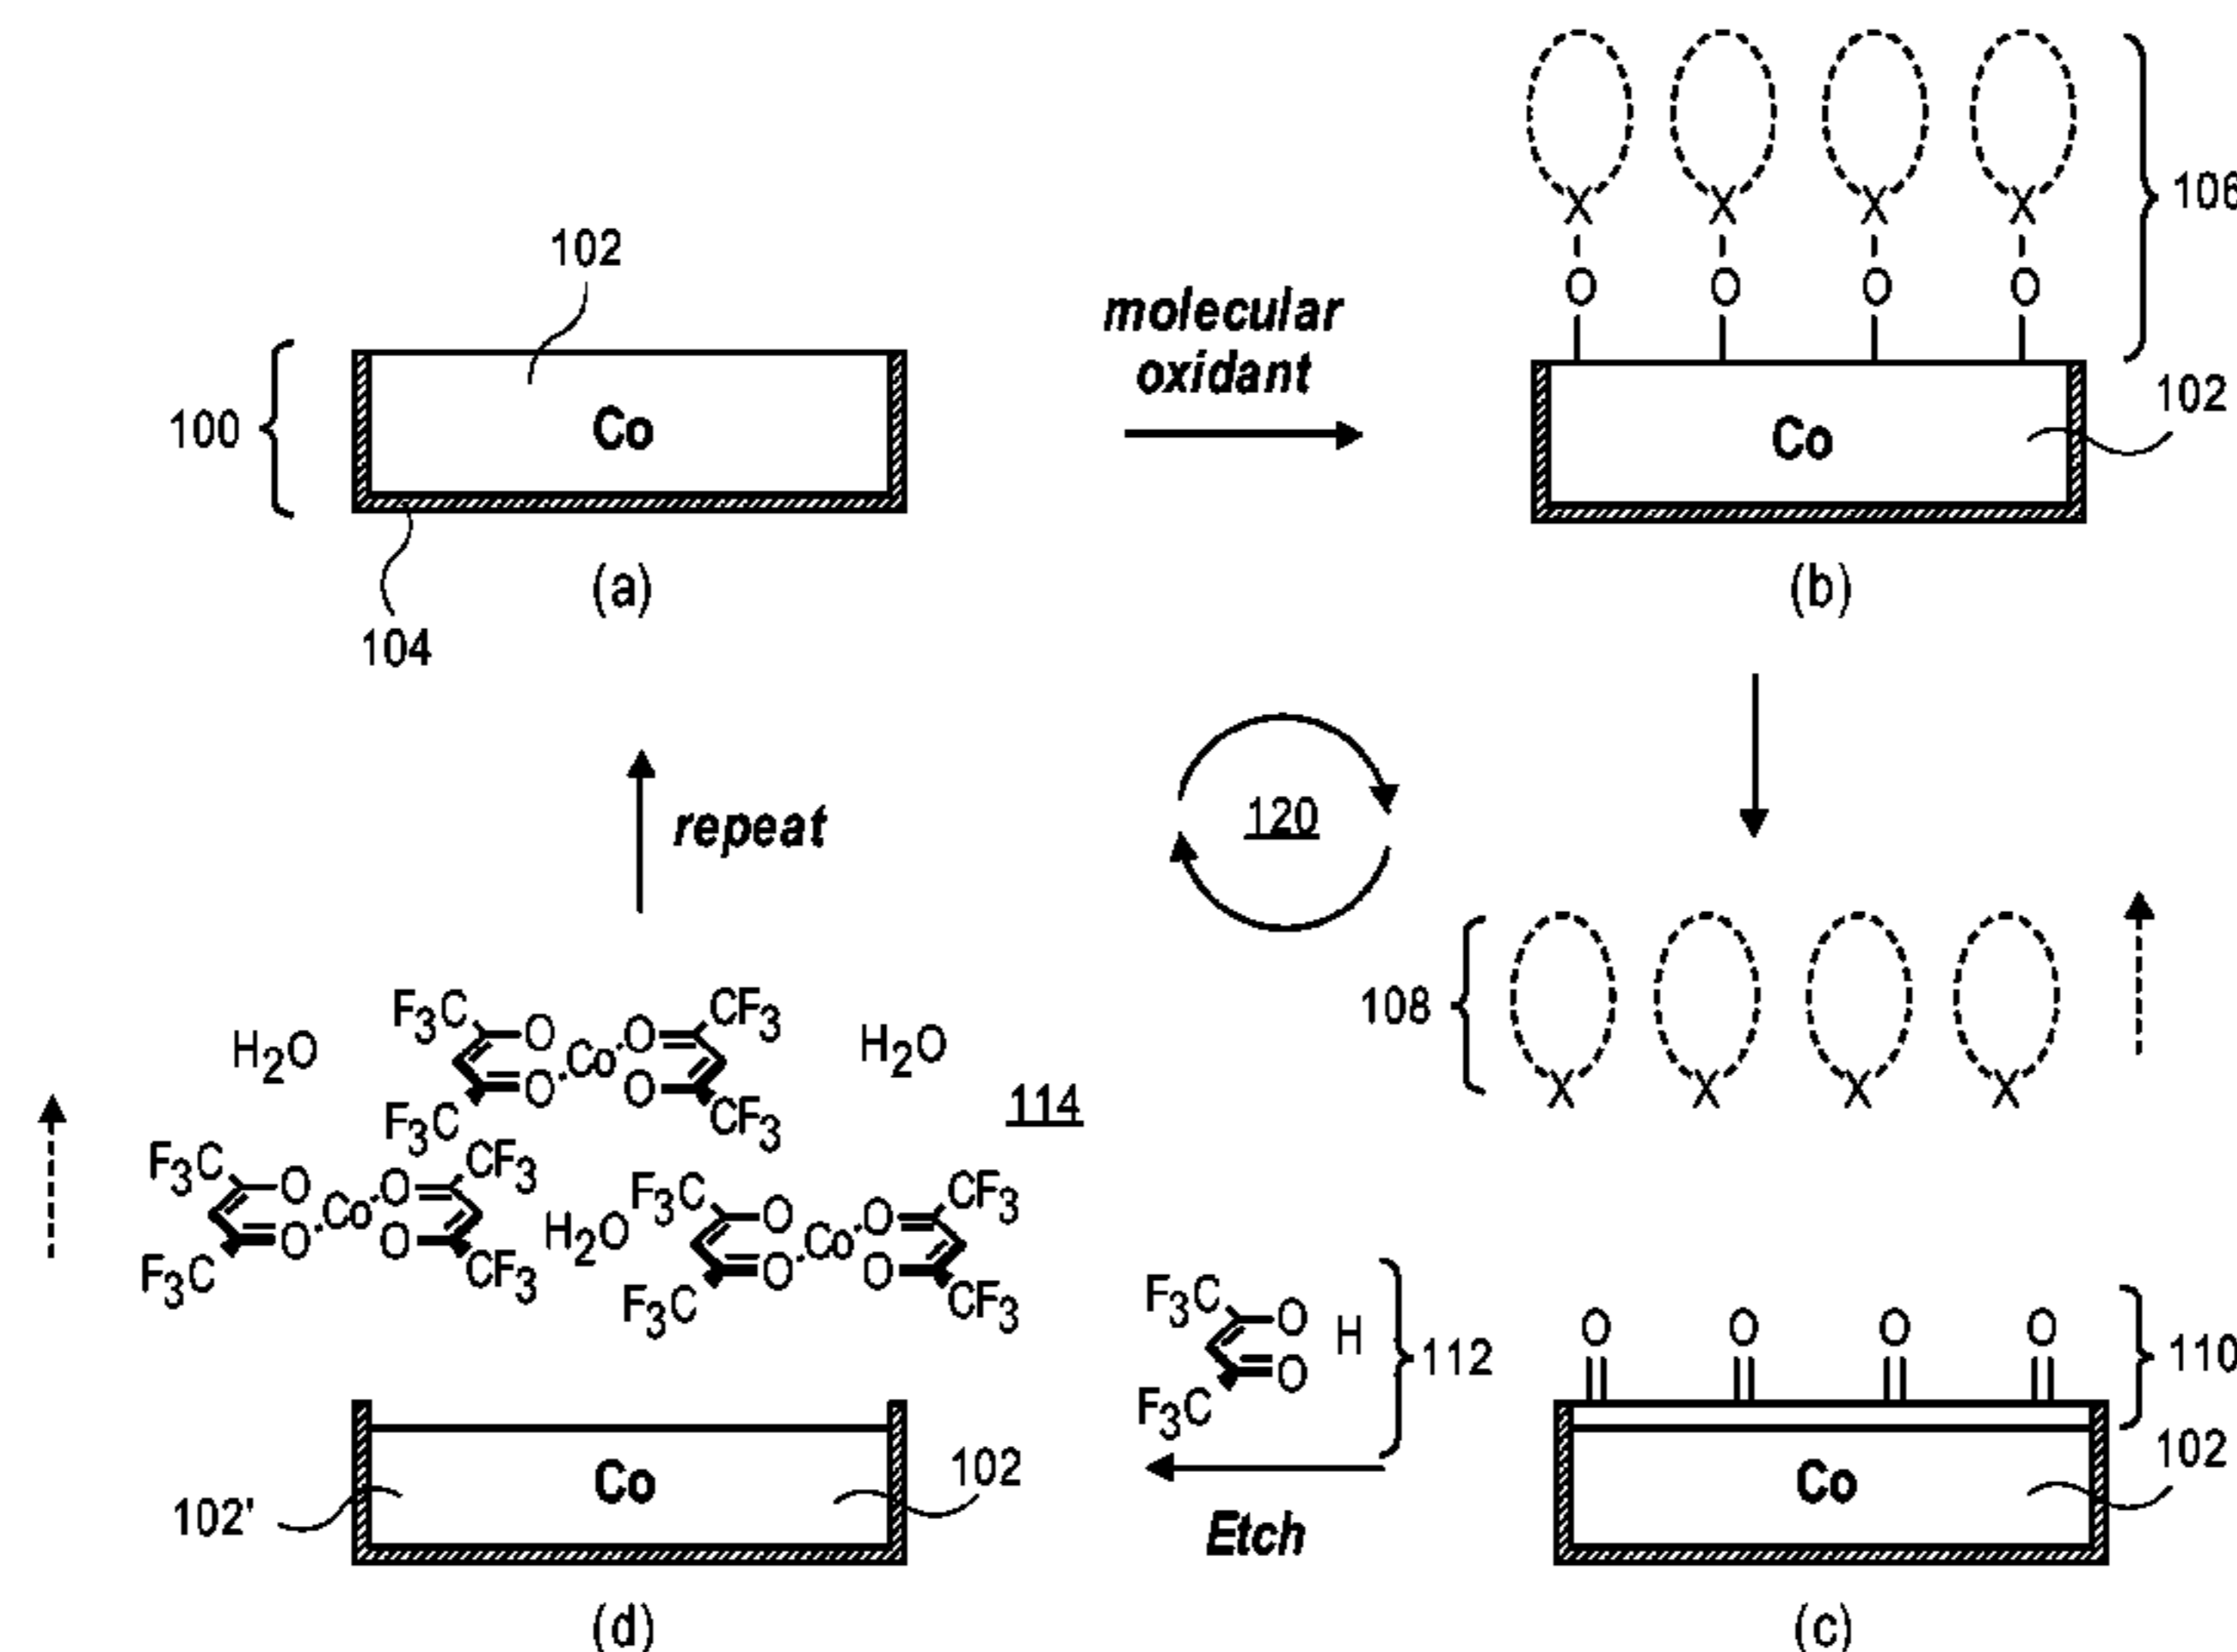 102
100
Co
104
(a)
molecular
oxidant
X X X X
O O O O
106
102
Co
(b)
repeat
120
108
X X X X
H2O
F3C O O CF3
Co
F3C O O CF3
H2O
114
F3C O O CF3
Co
F3C O O CF3
H2O
F3C O O CF3
Co
F3C O O CF3
F3C O H
F3C O
112
Etch
O O O O
110
102
Co
(c)
102'
Co
102
(d)